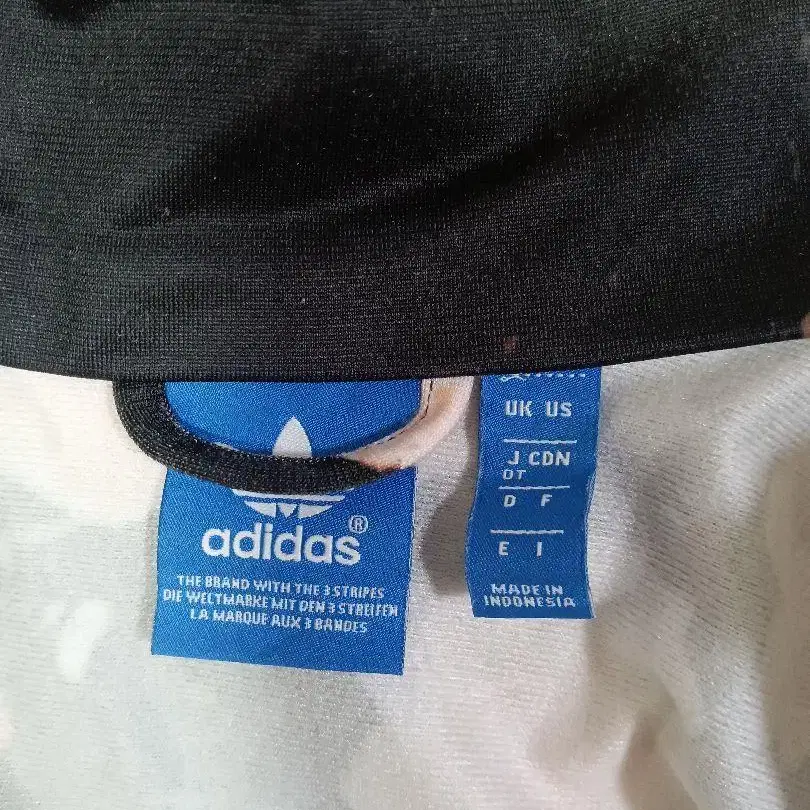 adidas®
THE BRAND WITH THE 3 STRIPES
DIE WELTMARKE MIT DEN 3 STREIFEN
LA MARQUE AUX 3 BANDES
UK US
J CDN
OT
D F
E I
MADE IN
INDONESIA